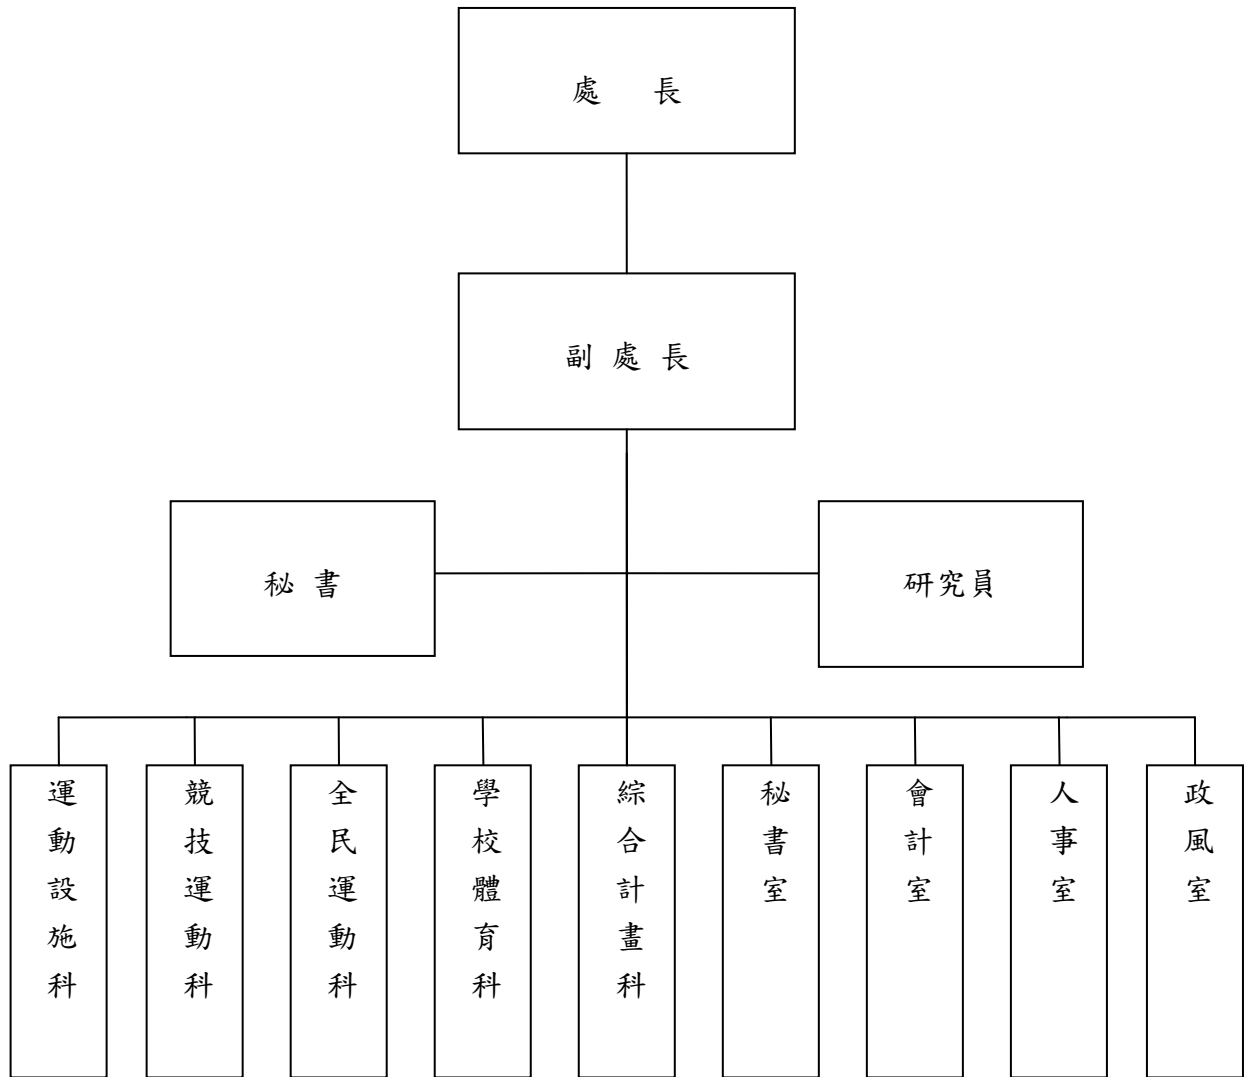 處 長
副 處 長
秘 書
研究員
運動設施科
競技運動科
全民運動科
學校體育科
綜合計畫科
秘書室
會計室
人事室
政風室